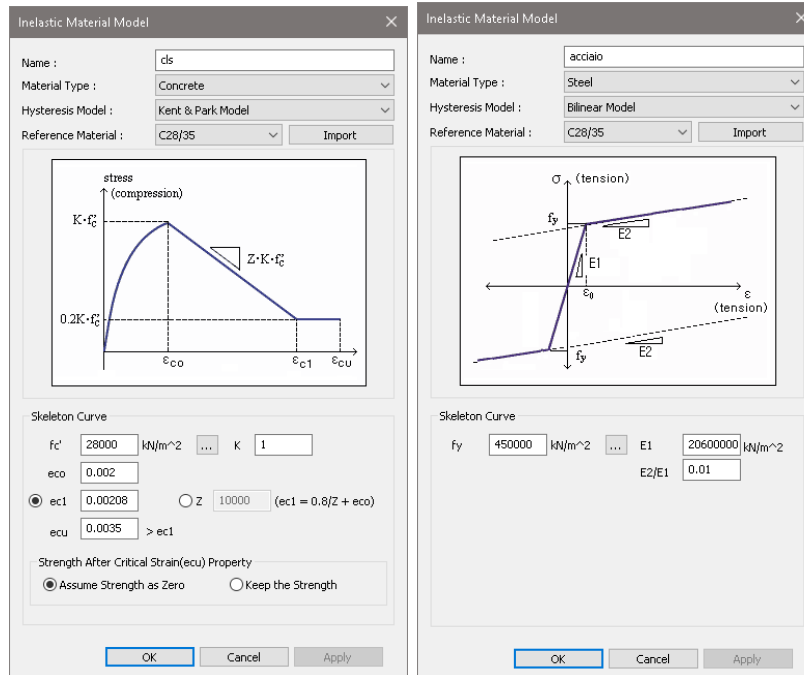 Inelastic Material Model
Name : cls
Material Type : Concrete
Hysteresis Model : Kent & Park Model
Reference Material : C28/35 Import
stress
(compression)
K·f'c
Z·K·f'c
0.2K·f'c
εco εc1 εcu
Skeleton Curve
fc' 28000 kN/m^2 ... K 1
eco 0.002
ec1 0.00208 Z 10000 (ec1 = 0.8/Z + eco)
ecu 0.0035 > ec1
Strength After Critical Strain(ecu) Property
Assume Strength as Zero Keep the Strength
OK Cancel Apply
Inelastic Material Model
Name : acciaio
Material Type : Steel
Hysteresis Model : Bilinear Model
Reference Material : C28/35 Import
σ (tension)
fy
E2
E1
ε0
ε
(tension)
E2
fy
Skeleton Curve
fy 450000 kN/m^2 ... E1 20600000 kN/m^2
E2/E1 0.01
OK Cancel Apply